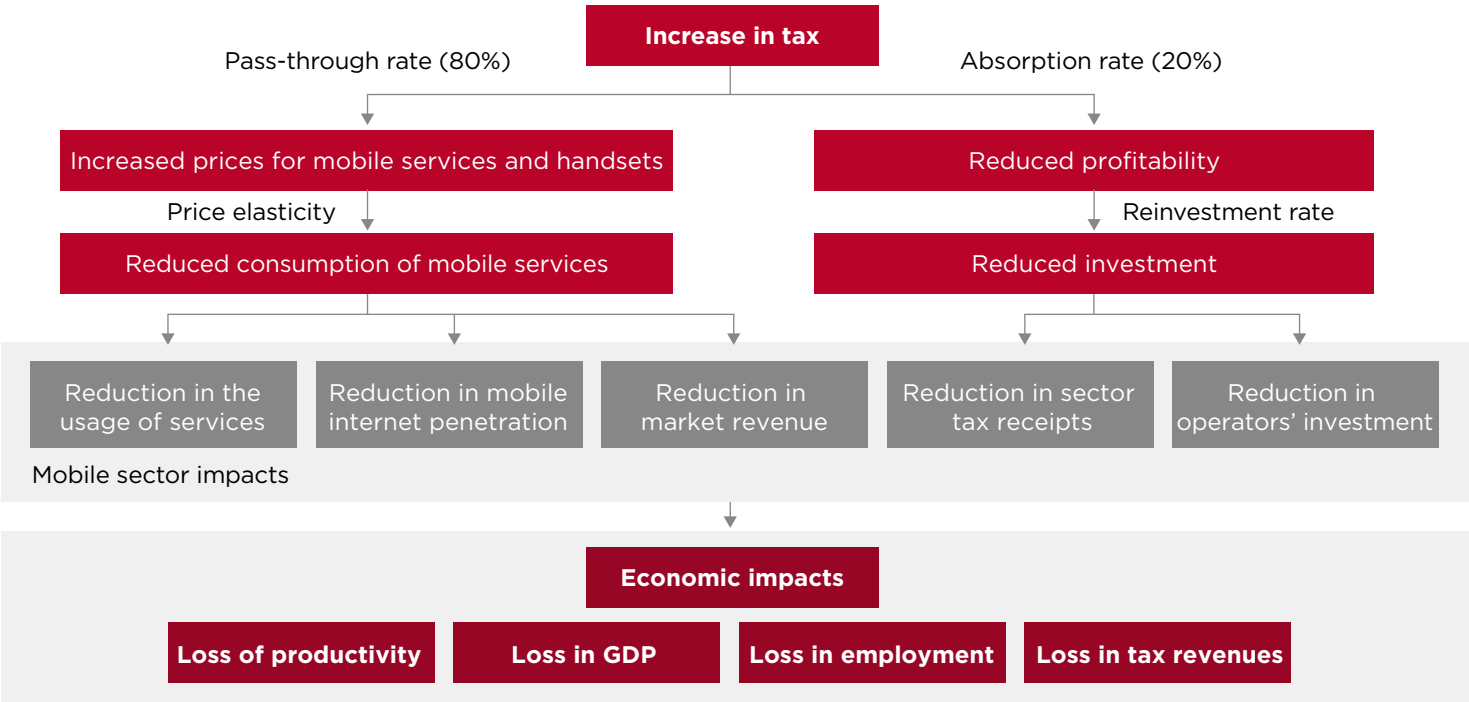 Increase in tax
Pass-through rate (80%)
Absorption rate (20%)
Increased prices for mobile services and handsets
Reduced profitability
Price elasticity
Reinvestment rate
Reduced consumption of mobile services
Reduced investment
Reduction in the
usage of services
Reduction in mobile
internet penetration
Reduction in
market revenue
Reduction in sector
tax receipts
Reduction in
operators’ investment
Mobile sector impacts
Economic impacts
Loss of productivity
Loss in GDP
Loss in employment
Loss in tax revenues